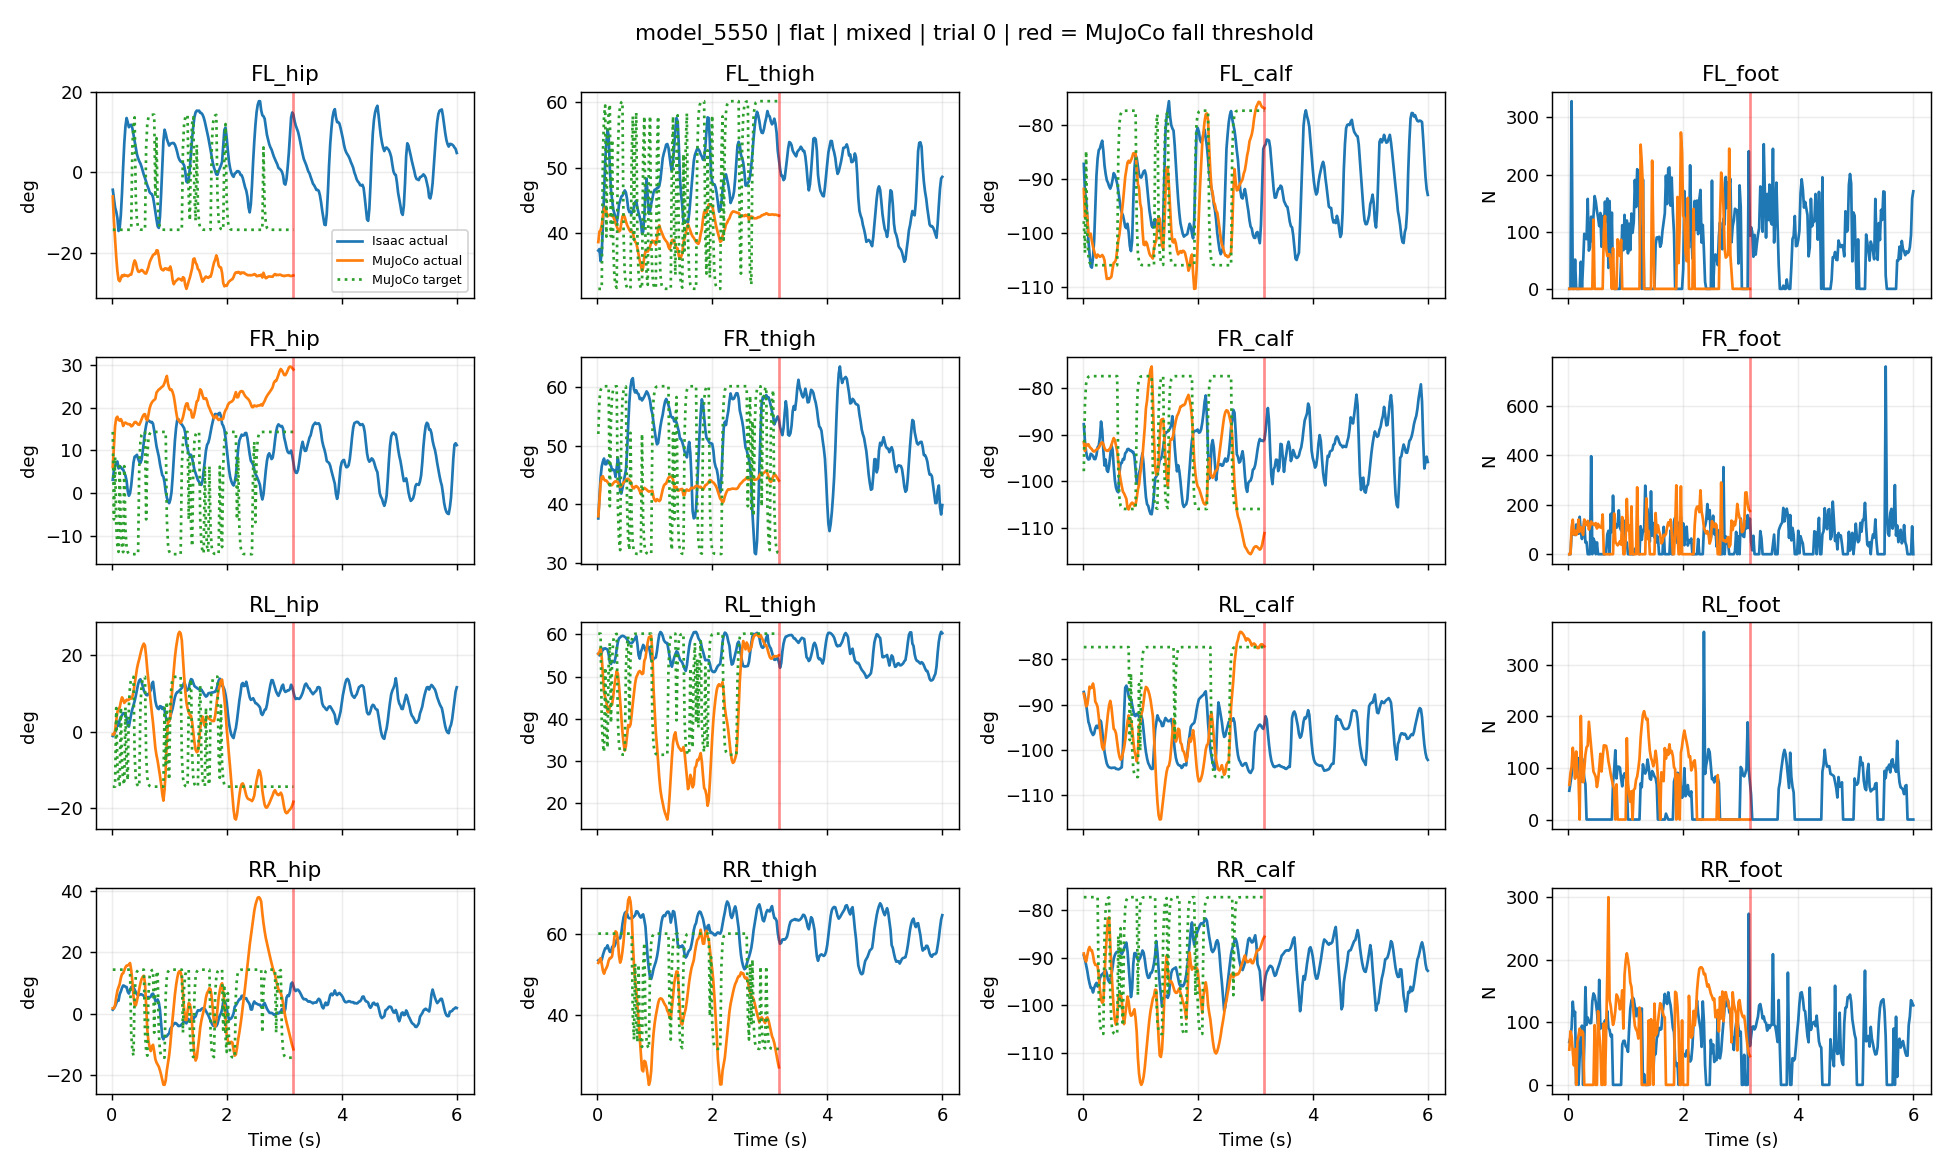 model_5550 | flat | mixed | trial 0 | red = MuJoCo fall threshold
FL_hip
FL_thigh
FL_calf
FL_foot
deg
20
0
−20
Isaac actual
MuJoCo actual
MuJoCo target
deg
60
50
40
deg
−80
−90
−100
−110
N
300
200
100
0
FR_hip
FR_thigh
FR_calf
FR_foot
deg
30
20
10
0
−10
deg
60
50
40
30
deg
−80
−90
−100
−110
N
600
400
200
0
RL_hip
RL_thigh
RL_calf
RL_foot
deg
20
0
−20
deg
60
50
40
30
20
deg
−80
−90
−100
−110
N
300
200
100
0
RR_hip
RR_thigh
RR_calf
RR_foot
deg
40
20
0
−20
0 2 4 6
Time (s)
deg
60
40
0 2 4 6
Time (s)
deg
−80
−90
−100
−110
0 2 4 6
Time (s)
N
300
200
100
0
0 2 4 6
Time (s)